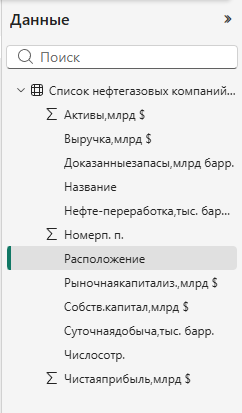 Данные
Поиск
Список нефтегазовых компаний...
Активы,млрд $
Выручка,млрд $
Доказанныезапасы,млрд барр.
Название
Нефте-переработка,тыс. бар...
Номерп. п.
Расположение
Рыночнаякапитализ.,млрд $
Собств.капитал,млрд $
Суточнаядобыча,тыс. барр.
Числосотр.
Чистаяприбыль,млрд $